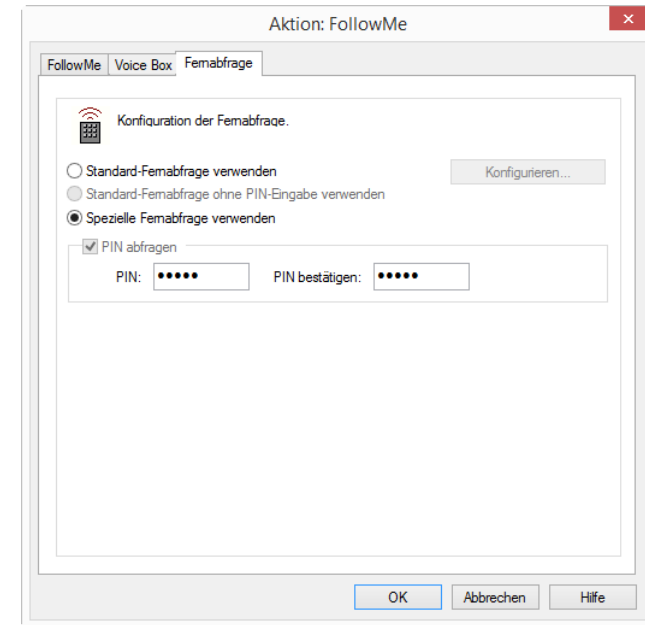 Aktion: FollowMe
FollowMe Voice Box Fernabfrage
Konfiguration der Fernabfrage.
Standard-Fernabfrage verwenden Konfigurieren...
Standard-Fernabfrage ohne PIN-Eingabe verwenden
Spezielle Fernabfrage verwenden
PIN abfragen
PIN: ••••• PIN bestätigen: •••••
OK Abbrechen Hilfe